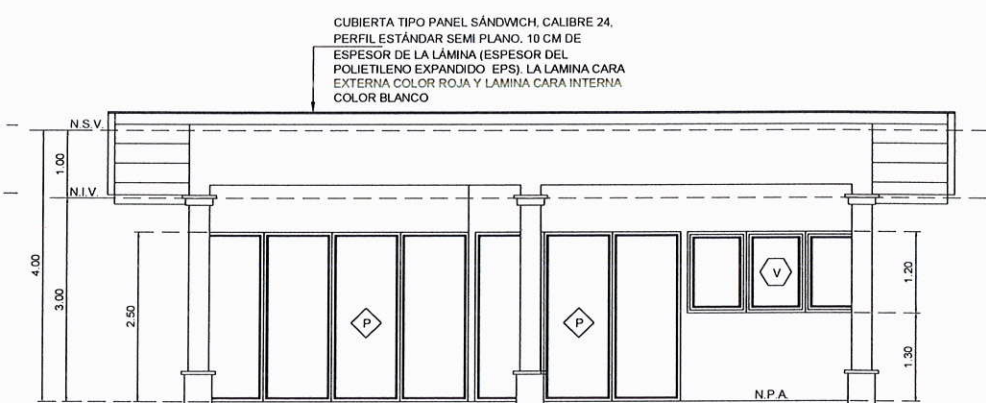 CUBIERTA TIPO PANEL SÁNDWICH, CALIBRE 24,
PERFIL ESTÁNDAR SEMI PLANO. 10 CM DE
ESPESOR DE LA LÁMINA (ESPESOR DEL
POLIETILENO EXPANDIDO EPS). LA LAMINA CARA
EXTERNA COLOR ROJA Y LAMINA CARA INTERNA
COLOR BLANCO
N.S.V.
1.00
N.I.V.
4.00
3.00
2.50
P
P
V
1.20
1.30
N.P.A.